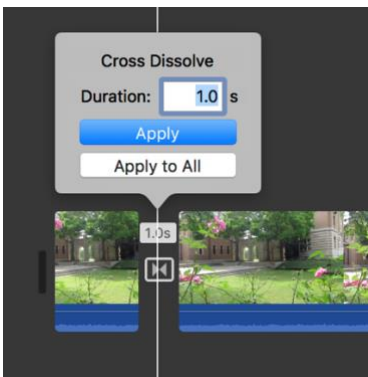 Cross Dissolve
Duration: 1.0 s
Apply
Apply to All
1.0s